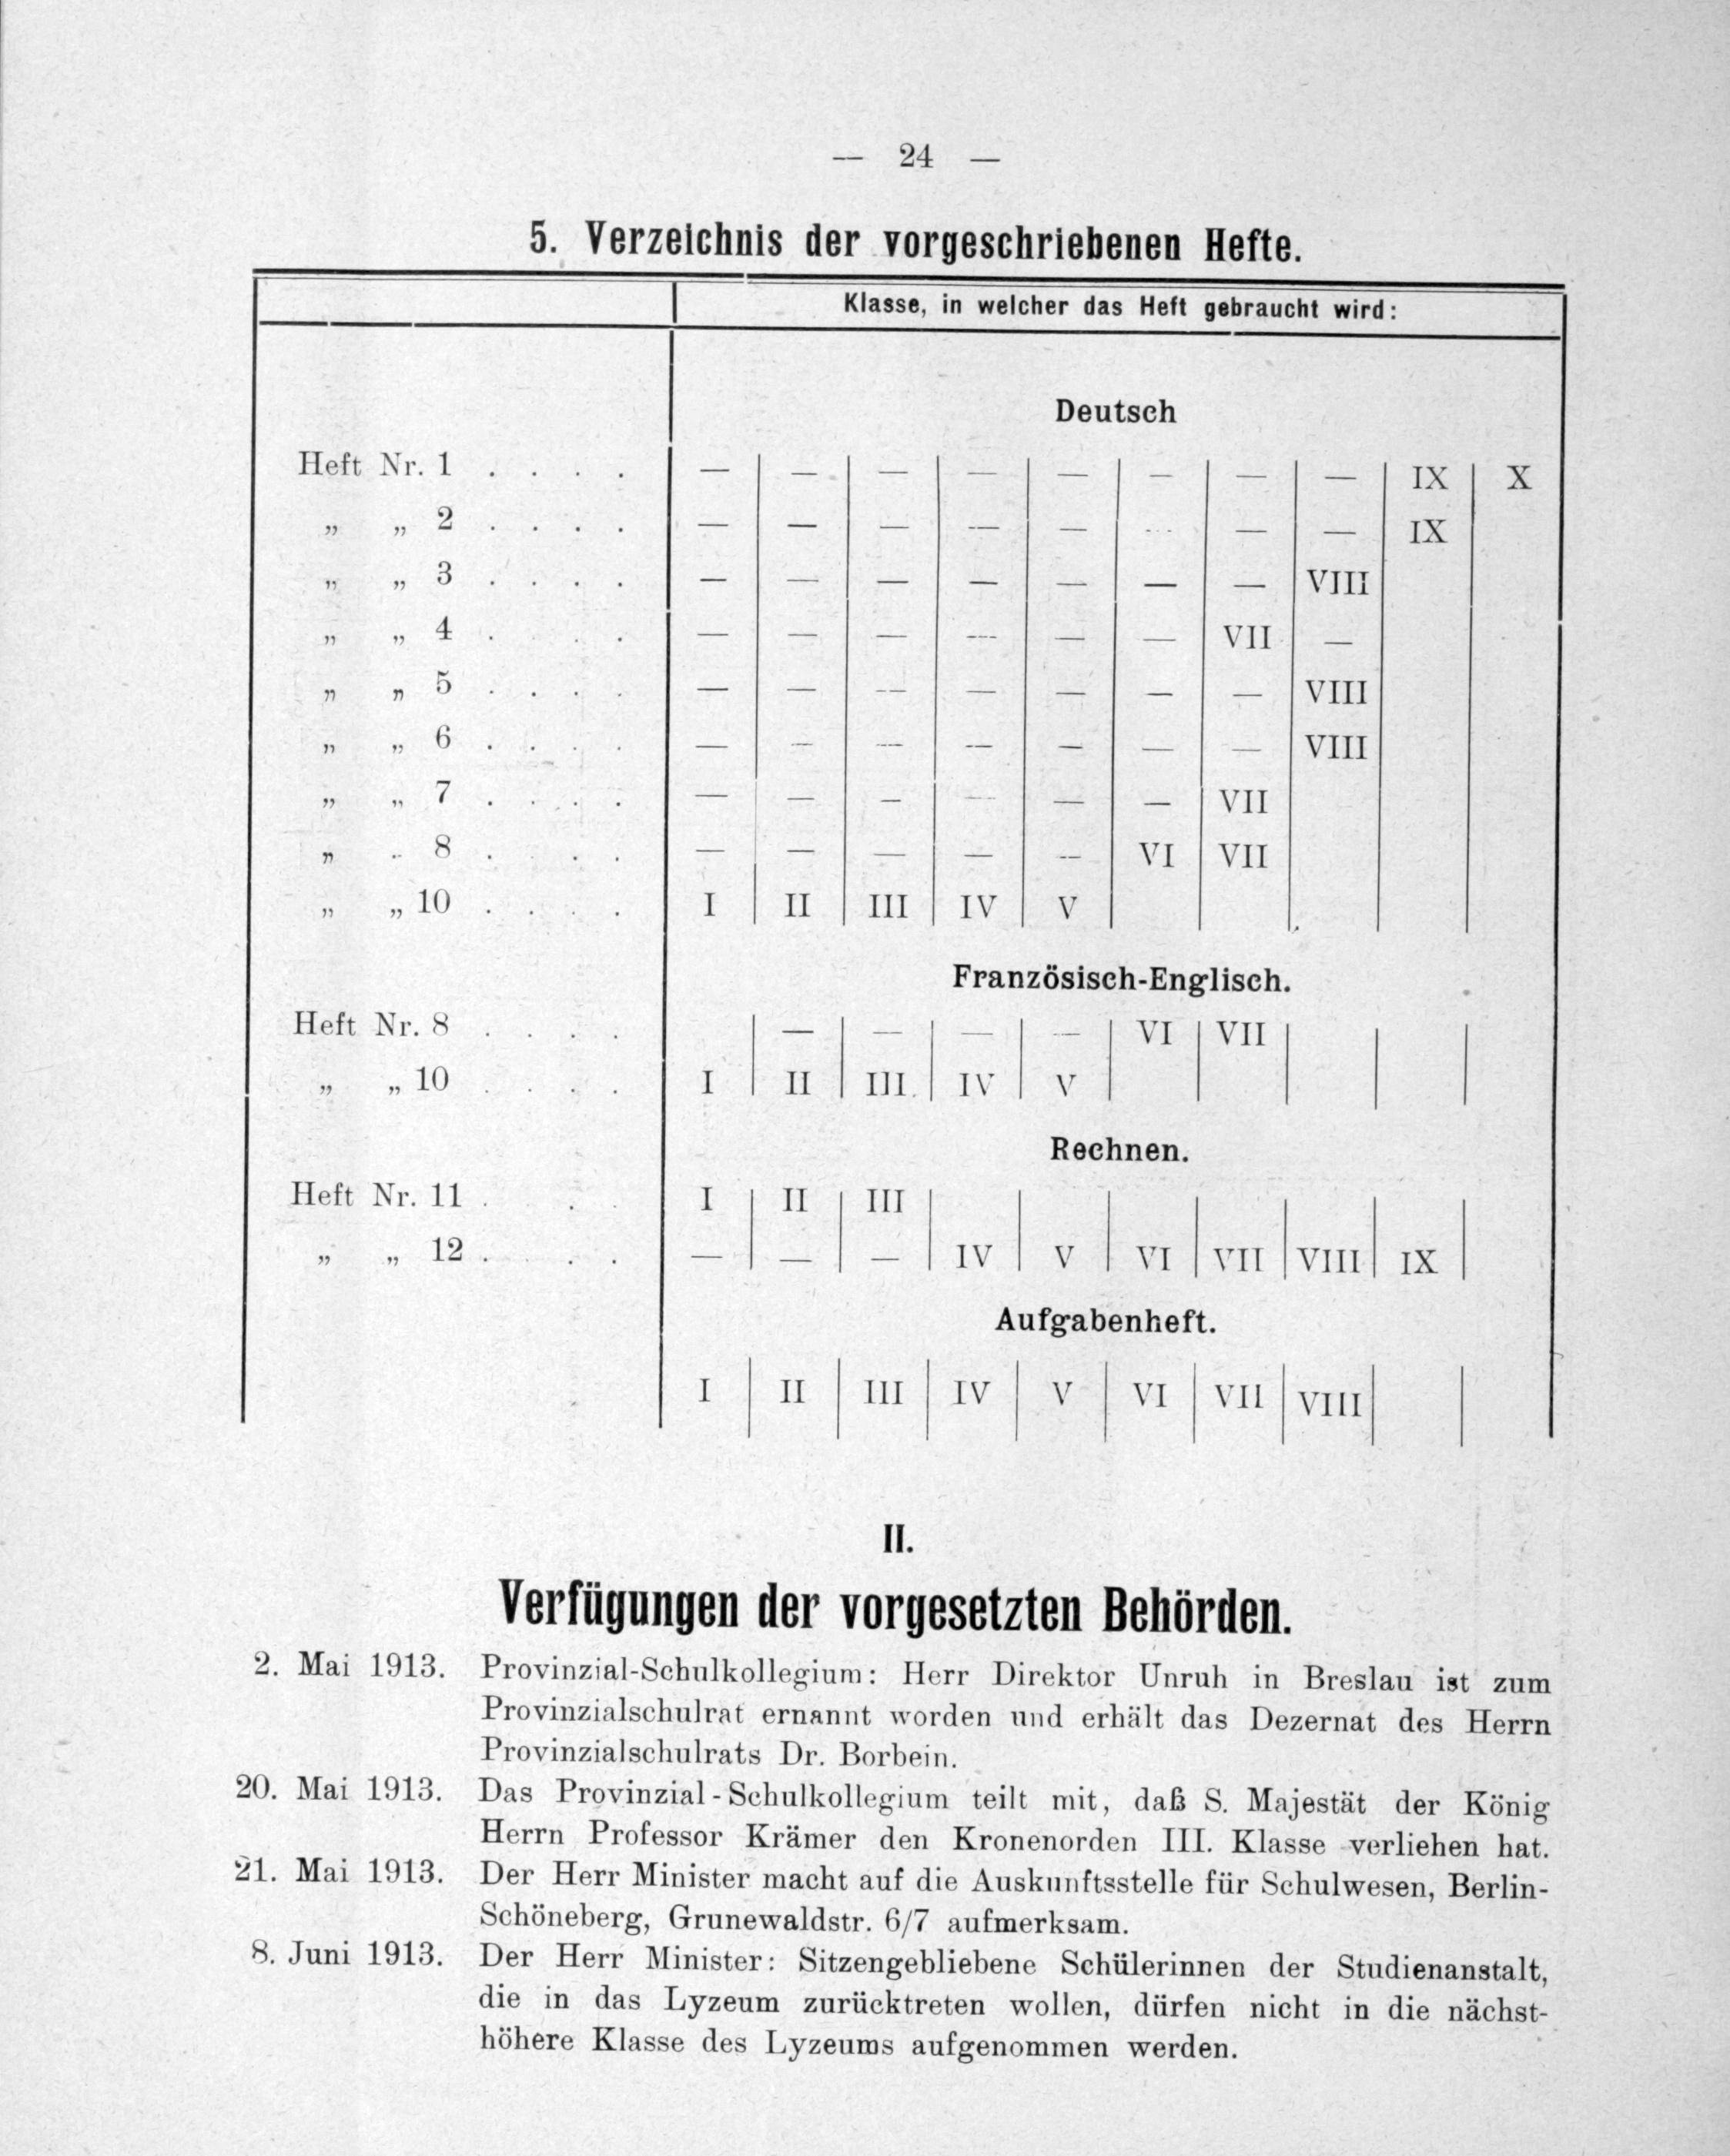 — 24 —
5. Verzeichnis der vorgeschriebenen Hefte.
Klasse, in welcher das Heft gebraucht wird:
Deutsch
Heft Nr. 1 . . . . — — — — — — — — IX X
„ „ 2 . . . . — — — — — — — — IX
„ „ 3 . . . . — — — — — — — VIII
„ „ 4 . . . . — — — — — — VII —
„ „ 5 . . . . — — — — — — — VIII
„ „ 6 . . . . — — — — — — — VIII
„ „ 7 . . . . — — — — — — VII
„ „ 8 . . . . — — — — — VI VII
„ „ 10 . . . . I II III IV V
Französisch-Englisch.
Heft Nr. 8 . . . . — — — — VI VII
„ „ 10 . . . . I II III. IV V
Rechnen.
Heft Nr. 11 . . . . I II III
„ „ 12 . . . . — — — IV V VI VII VIII IX
Aufgabenheft.
I II III IV V VI VII VIII
II.
Verfügungen der vorgesetzten Behörden.
2. Mai 1913. Provinzial-Schulkollegium: Herr Direktor Unruh in Breslau ist zum
Provinzialschulrat ernannt worden und erhält das Dezernat des Herrn
Provinzialschulrats Dr. Borbein.
20. Mai 1913. Das Provinzial-Schulkollegium teilt mit, daß S. Majestät der König
Herrn Professor Krämer den Kronenorden III. Klasse verliehen hat.
21. Mai 1913. Der Herr Minister macht auf die Auskunftsstelle für Schulwesen, Berlin-
Schöneberg, Grunewaldstr. 6/7 aufmerksam.
8. Juni 1913. Der Herr Minister: Sitzengebliebene Schülerinnen der Studienanstalt,
die in das Lyzeum zurücktreten wollen, dürfen nicht in die nächst-
höhere Klasse des Lyzeums aufgenommen werden.